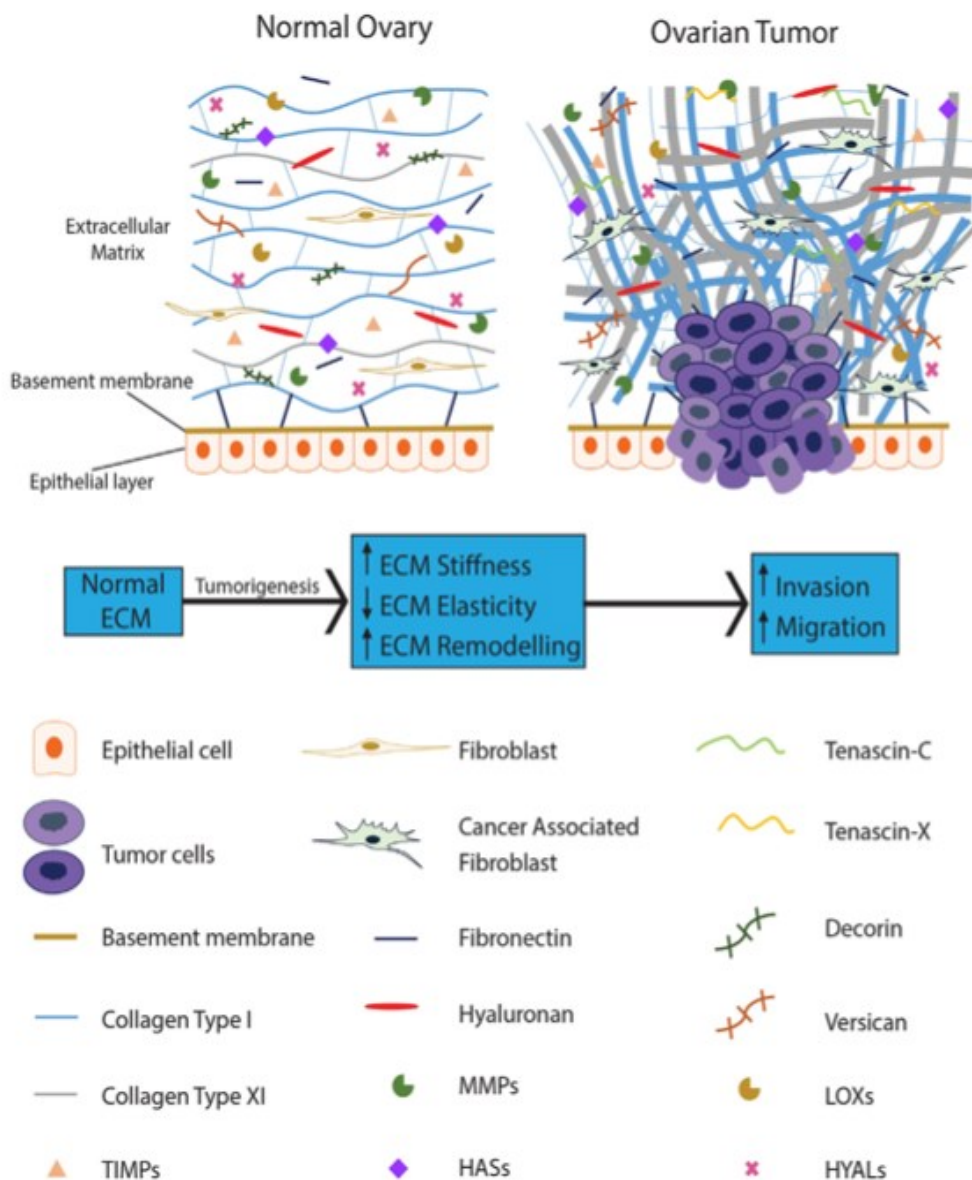 Normal Ovary
Ovarian Tumor
Extracellular
Matrix
Basement membrane
Epithelial layer
Normal
ECM
Tumorigenesis
↑ ECM Stiffness
↓ ECM Elasticity
↑ ECM Remodelling
↑ Invasion
↑ Migration
Epithelial cell
Fibroblast
Tenascin-C
Tumor cells
Cancer Associated
Fibroblast
Tenascin-X
Basement membrane
Fibronectin
Decorin
Collagen Type I
Hyaluronan
Versican
Collagen Type XI
MMPs
LOXs
TIMPs
HASs
HYALs